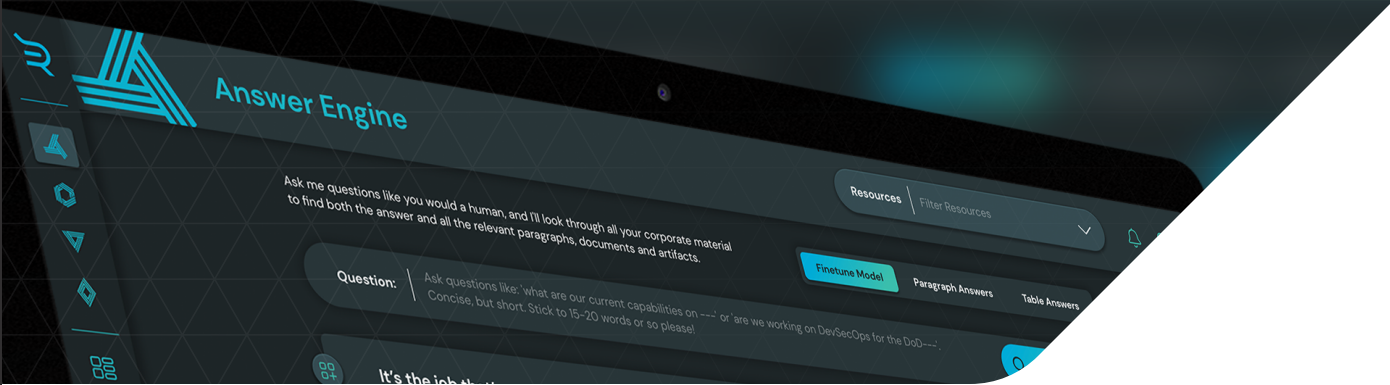 Answer Engine
Resources
Filter Resources
Ask me questions like you would a human, and I'll look through all your corporate material
to find both the answer and all the relevant paragraphs, documents and artifacts.
Finetune Model
Paragraph Answers
Table Answers
Question:
Ask questions like: 'what are our current capabilities on ---' or 'are we working on DevSecOps for the DoD---'.
Concise, but short. Stick to 15-20 words or so please!
It's the job